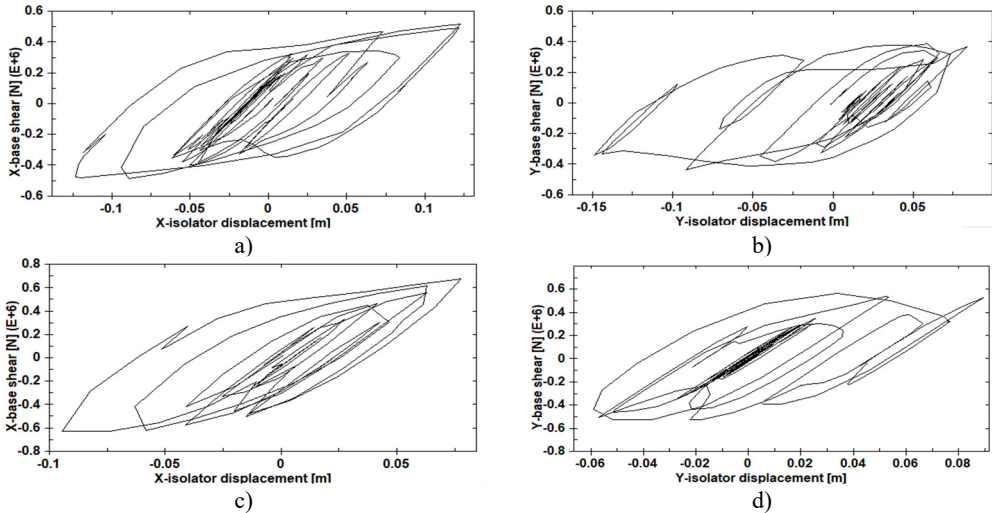 X-base shear [N] (E+6)
0.6
0.4
0.2
0
-0.2
-0.4
-0.6
-0.1 -0.05 0 0.05 0.1
X-isolator displacement [m]
a)
Y-base shear [N] (E+6)
0.6
0.4
0.2
0
-0.2
-0.4
-0.6
-0.15 -0.1 -0.05 0 0.05
Y-isolator displacement [m]
b)
X-base shear [N] (E+6)
0.8
0.6
0.4
0.2
0
-0.2
-0.4
-0.6
-0.8
-0.1 -0.05 0 0.05
X-isolator displacement [m]
c)
Y-base shear [N] (E+6)
0.6
0.4
0.2
0
-0.2
-0.4
-0.6
-0.8
-0.06 -0.04 -0.02 0 0.02 0.04 0.06 0.08
Y-isolator displacement [m]
d)